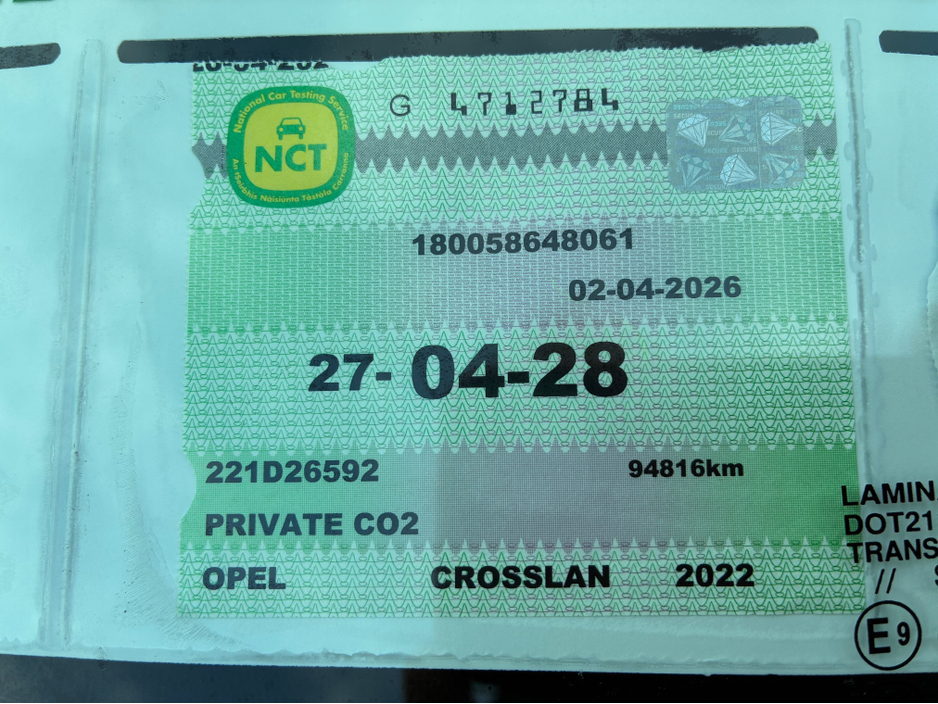 National Car Testing Service
NCT
An tSeirbhís Náisiúnta Tástála Carranna
G 4712784
180058648061
02-04-2026
27-04-28
221D26592
94816km
PRIVATE CO2
OPEL CROSSLAN 2022
LAMIN
DOT21
TRANS
//
E9